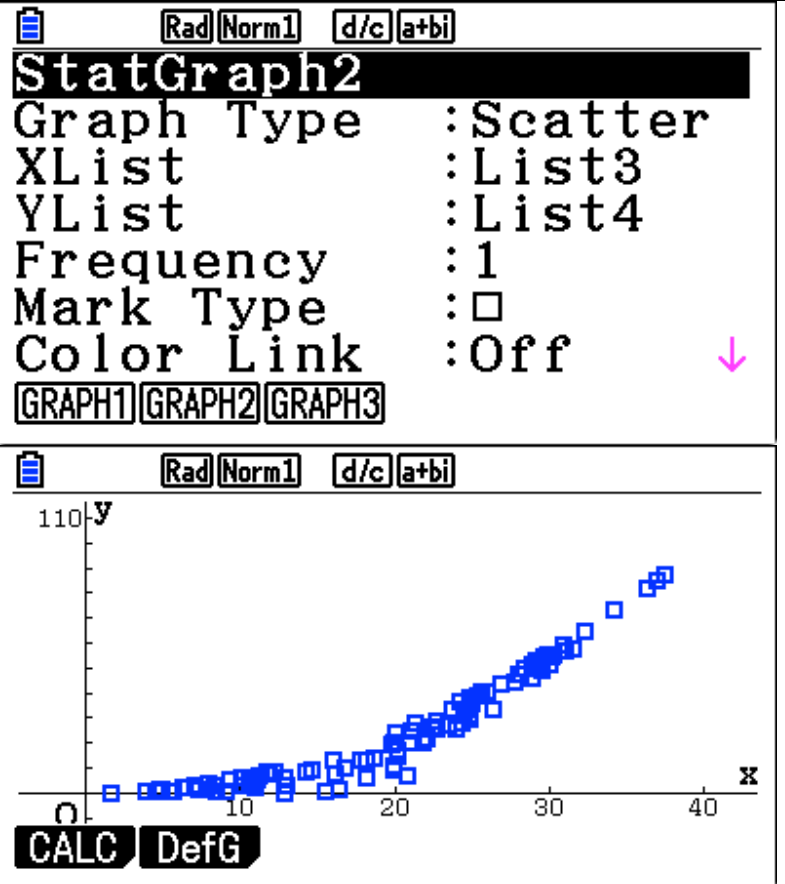 Rad Norm1 d/c a+bi
StatGraph2
Graph Type :Scatter
XList :List3
YList :List4
Frequency :1
Mark Type :□
Color Link :Off ↓
GRAPH1 GRAPH2 GRAPH3
Rad Norm1 d/c a+bi
110 y
x
O 10 20 30 40
CALC DefG